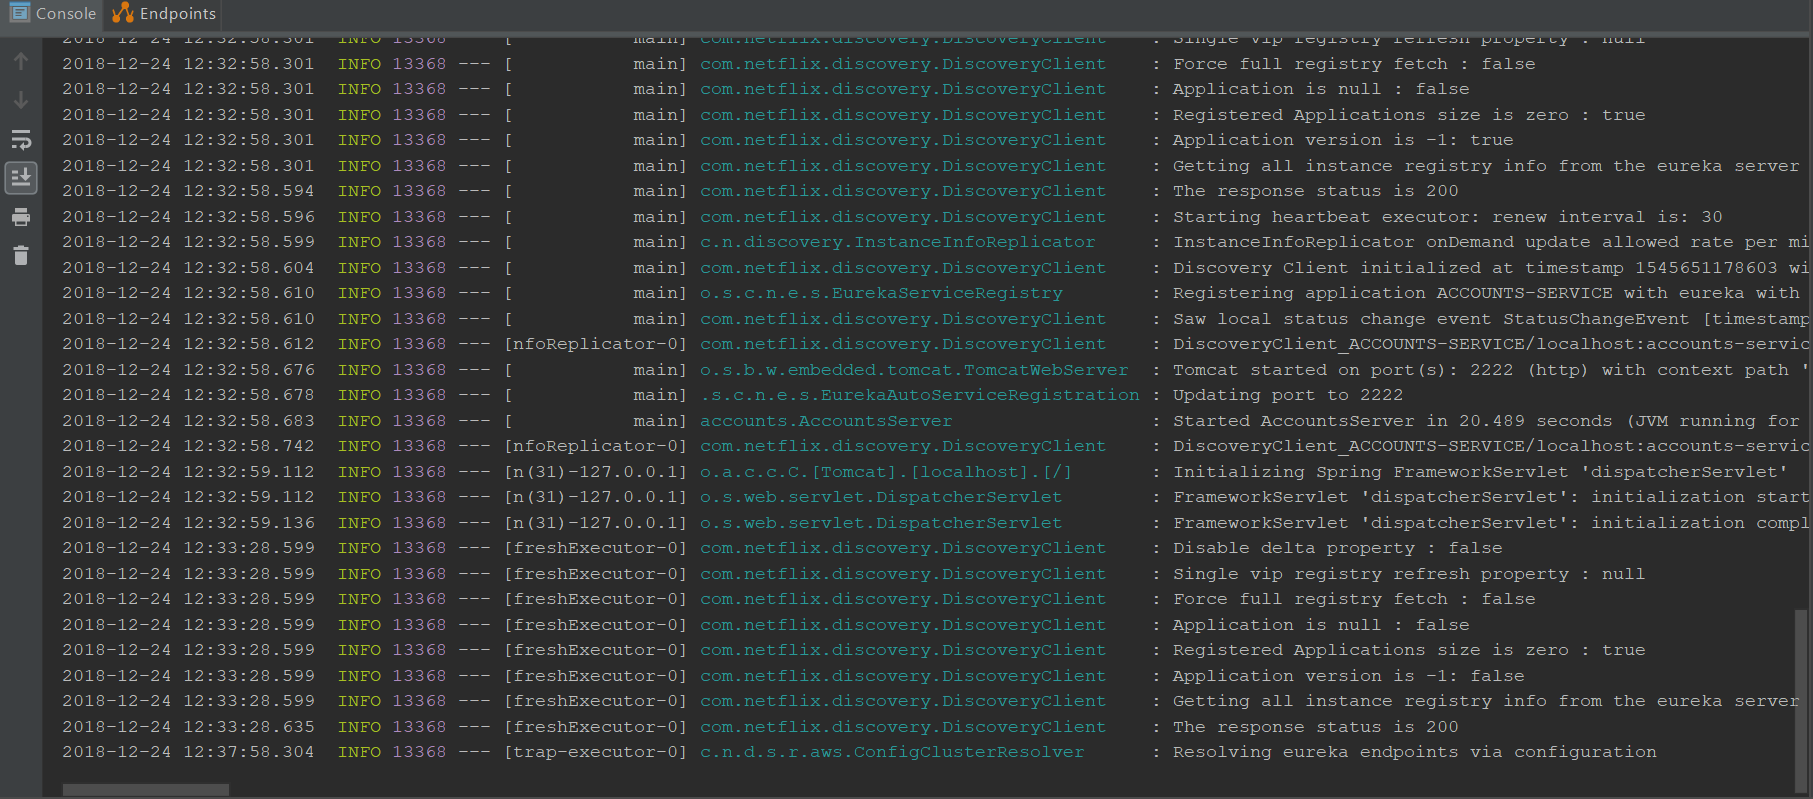 Console Endpoints
2018-12-24 12:32:58.301 INFO 13368 --- [ main] com.netflix.discovery.DiscoveryClient : Single vip registry refresh property : null
2018-12-24 12:32:58.301 INFO 13368 --- [ main] com.netflix.discovery.DiscoveryClient : Force full registry fetch : false
2018-12-24 12:32:58.301 INFO 13368 --- [ main] com.netflix.discovery.DiscoveryClient : Application is null : false
2018-12-24 12:32:58.301 INFO 13368 --- [ main] com.netflix.discovery.DiscoveryClient : Registered Applications size is zero : true
2018-12-24 12:32:58.301 INFO 13368 --- [ main] com.netflix.discovery.DiscoveryClient : Application version is -1: true
2018-12-24 12:32:58.301 INFO 13368 --- [ main] com.netflix.discovery.DiscoveryClient : Getting all instance registry info from the eureka server
2018-12-24 12:32:58.594 INFO 13368 --- [ main] com.netflix.discovery.DiscoveryClient : The response status is 200
2018-12-24 12:32:58.596 INFO 13368 --- [ main] com.netflix.discovery.DiscoveryClient : Starting heartbeat executor: renew interval is: 30
2018-12-24 12:32:58.599 INFO 13368 --- [ main] c.n.discovery.InstanceInfoReplicator : InstanceInfoReplicator onDemand update allowed rate per mi
2018-12-24 12:32:58.604 INFO 13368 --- [ main] com.netflix.discovery.DiscoveryClient : Discovery Client initialized at timestamp 1545651178603 wi
2018-12-24 12:32:58.610 INFO 13368 --- [ main] o.s.c.n.e.s.EurekaServiceRegistry : Registering application ACCOUNTS-SERVICE with eureka with
2018-12-24 12:32:58.610 INFO 13368 --- [ main] com.netflix.discovery.DiscoveryClient : Saw local status change event StatusChangeEvent [timestamp
2018-12-24 12:32:58.612 INFO 13368 --- [nfoReplicator-0] com.netflix.discovery.DiscoveryClient : DiscoveryClient_ACCOUNTS-SERVICE/localhost:accounts-servic
2018-12-24 12:32:58.676 INFO 13368 --- [ main] o.s.b.w.embedded.tomcat.TomcatWebServer : Tomcat started on port(s): 2222 (http) with context path '
2018-12-24 12:32:58.678 INFO 13368 --- [ main] .s.c.n.e.s.EurekaAutoServiceRegistration : Updating port to 2222
2018-12-24 12:32:58.683 INFO 13368 --- [ main] accounts.AccountsServer : Started AccountsServer in 20.489 seconds (JVM running for
2018-12-24 12:32:58.742 INFO 13368 --- [nfoReplicator-0] com.netflix.discovery.DiscoveryClient : DiscoveryClient_ACCOUNTS-SERVICE/localhost:accounts-servic
2018-12-24 12:32:59.112 INFO 13368 --- [n(31)-127.0.0.1] o.a.c.c.C.[Tomcat].[localhost].[/] : Initializing Spring FrameworkServlet 'dispatcherServlet'
2018-12-24 12:32:59.112 INFO 13368 --- [n(31)-127.0.0.1] o.s.web.servlet.DispatcherServlet : FrameworkServlet 'dispatcherServlet': initialization start
2018-12-24 12:32:59.136 INFO 13368 --- [n(31)-127.0.0.1] o.s.web.servlet.DispatcherServlet : FrameworkServlet 'dispatcherServlet': initialization compl
2018-12-24 12:33:28.599 INFO 13368 --- [freshExecutor-0] com.netflix.discovery.DiscoveryClient : Disable delta property : false
2018-12-24 12:33:28.599 INFO 13368 --- [freshExecutor-0] com.netflix.discovery.DiscoveryClient : Single vip registry refresh property : null
2018-12-24 12:33:28.599 INFO 13368 --- [freshExecutor-0] com.netflix.discovery.DiscoveryClient : Force full registry fetch : false
2018-12-24 12:33:28.599 INFO 13368 --- [freshExecutor-0] com.netflix.discovery.DiscoveryClient : Application is null : false
2018-12-24 12:33:28.599 INFO 13368 --- [freshExecutor-0] com.netflix.discovery.DiscoveryClient : Registered Applications size is zero : true
2018-12-24 12:33:28.599 INFO 13368 --- [freshExecutor-0] com.netflix.discovery.DiscoveryClient : Application version is -1: false
2018-12-24 12:33:28.599 INFO 13368 --- [freshExecutor-0] com.netflix.discovery.DiscoveryClient : Getting all instance registry info from the eureka server
2018-12-24 12:33:28.635 INFO 13368 --- [freshExecutor-0] com.netflix.discovery.DiscoveryClient : The response status is 200
2018-12-24 12:37:58.304 INFO 13368 --- [trap-executor-0] c.n.d.s.r.aws.ConfigClusterResolver : Resolving eureka endpoints via configuration